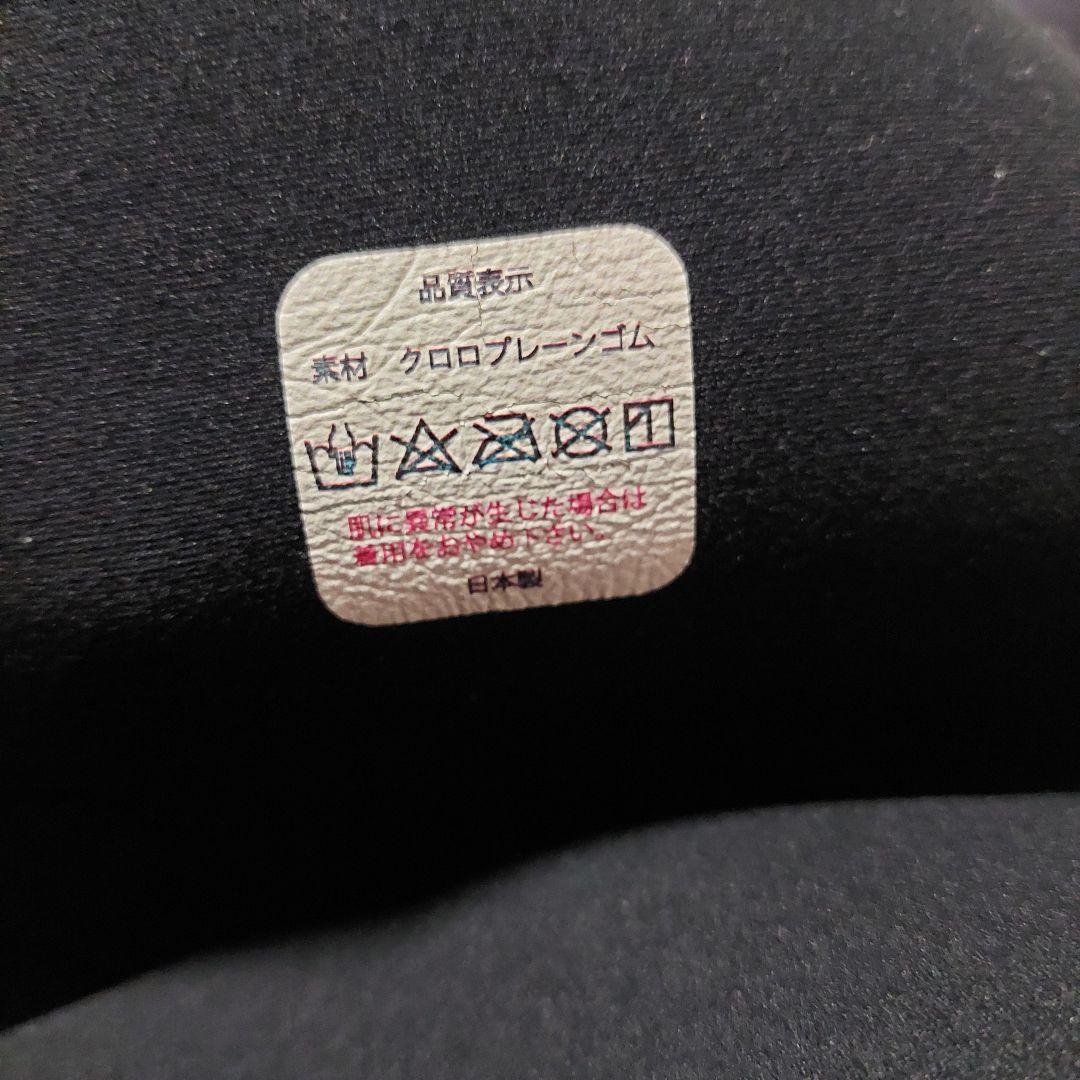 品質表示
素材 クロロプレーンゴム
肌に異常が生じた場合は
着用をおやめ下さい。
日本製